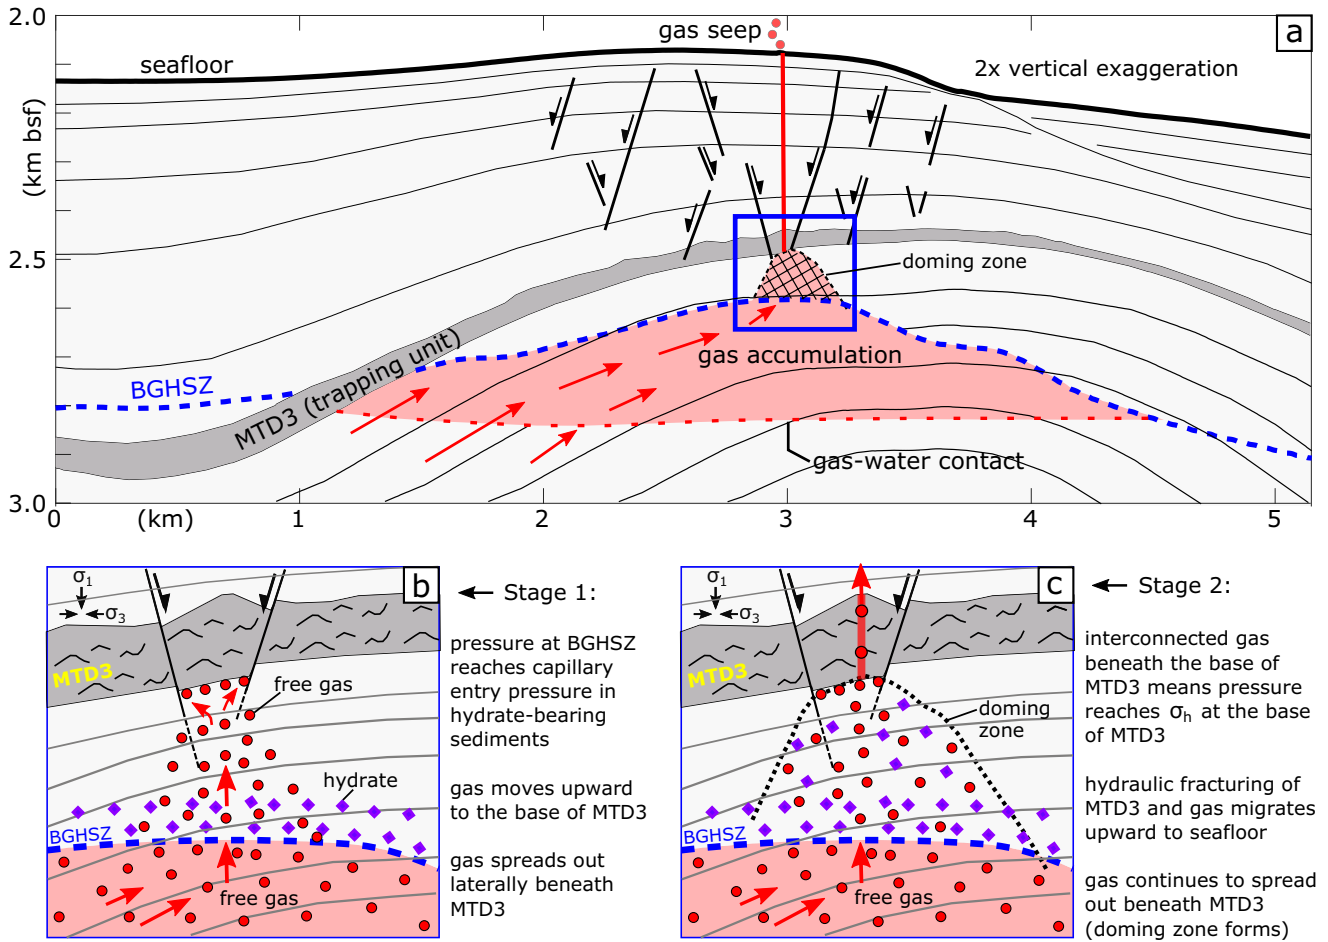 2.0
gas seep
a
seafloor
2x vertical exaggeration
(km bsf)
2.5
doming zone
gas accumulation
BGHSZ
MTD3 (trapping unit)
gas-water contact
3.0
0
(km)
1
2
3
4
5
σ1
σ3
b
MTD3
free gas
hydrate
BGHSZ
free gas
Stage 1:
pressure at BGHSZ
reaches capillary
entry pressure in
hydrate-bearing
sediments
gas moves upward
to the base of MTD3
gas spreads out
laterally beneath
MTD3
σ1
σ3
c
MTD3
doming
zone
BGHSZ
free gas
Stage 2:
interconnected gas
beneath the base of
MTD3 means pressure
reaches σh at the base
of MTD3
hydraulic fracturing of
MTD3 and gas migrates
upward to seafloor
gas continues to spread
out beneath MTD3
(doming zone forms)